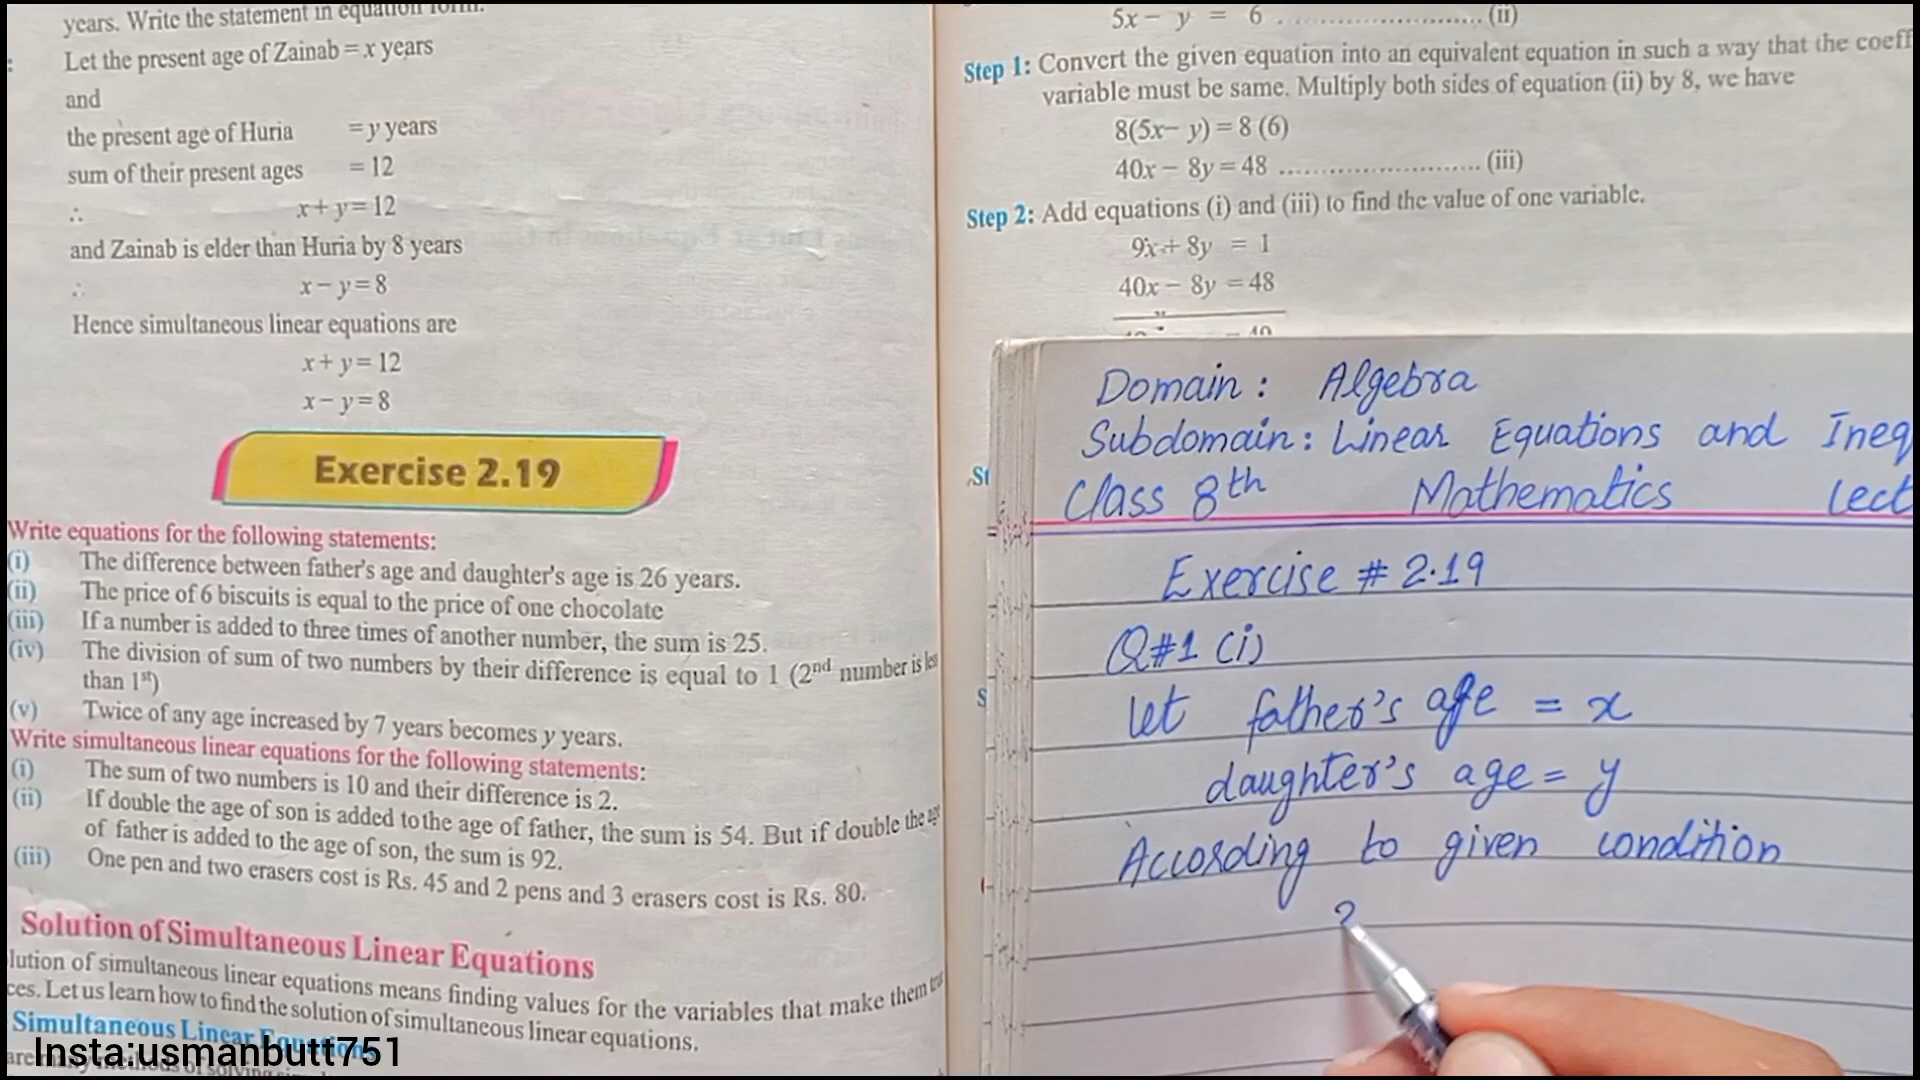 years. Write the statement in equation form.
Let the present age of Zainab = x years
and
the present age of Huria = y years
sum of their present ages = 12
∴ x + y = 12
and Zainab is elder than Huria by 8 years
∴ x − y = 8
Hence simultaneous linear equations are
x + y = 12
x − y = 8
Exercise 2.19
Write equations for the following statements:
(i) The difference between father's age and daughter's age is 26 years.
(ii) The price of 6 biscuits is equal to the price of one chocolate
(iii) If a number is added to three times of another number, the sum is 25.
(iv) The division of sum of two numbers by their difference is equal to 1 (2nd number is less
than 1st)
(v) Twice of any age increased by 7 years becomes y years.
Write simultaneous linear equations for the following statements:
(i) The sum of two numbers is 10 and their difference is 2.
(ii) If double the age of son is added to the age of father, the sum is 54. But if double the age
of father is added to the age of son, the sum is 92.
(iii) One pen and two erasers cost is Rs. 45 and 2 pens and 3 erasers cost is Rs. 80.
Solution of Simultaneous Linear Equations
lution of simultaneous linear equations means finding values for the variables that make them
ces. Let us learn how to find the solution of simultaneous linear equations.
Simultaneous Linear Equations
Insta:usmanbutt751
5x − y = 6 ........................ (ii)
Step 1: Convert the given equation into an equivalent equation in such a way that the coeff
variable must be same. Multiply both sides of equation (ii) by 8, we have
8(5x− y) = 8 (6)
40x − 8y = 48 ........................ (iii)
Step 2: Add equations (i) and (iii) to find the value of one variable.
9x + 8y = 1
40x − 8y = 48
St
S
Domain: Algebra
Subdomain: Linear Equations and Ineq
Class 8th Mathematics Lect
Exercise # 2.19
Q#1 (i)
Let father's age = x
daughter's age = y
According to given condition